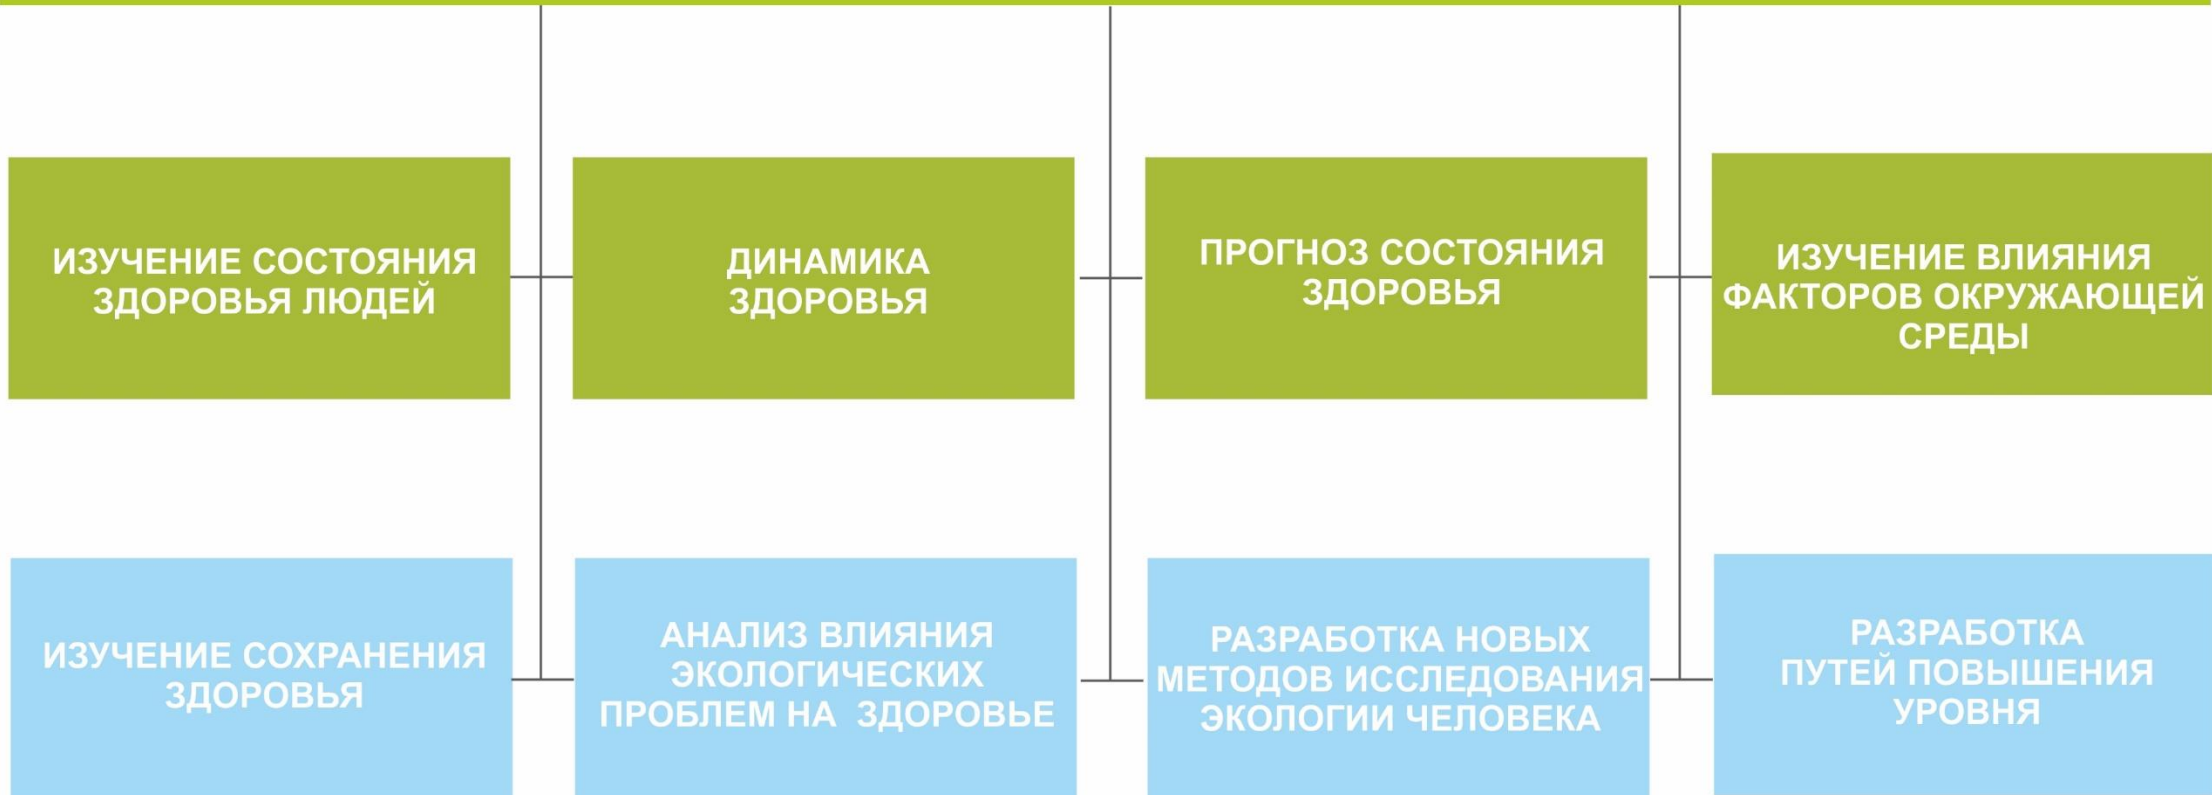 ИЗУЧЕНИЕ СОСТОЯНИЯ
ЗДОРОВЬЯ ЛЮДЕЙ
ДИНАМИКА
ЗДОРОВЬЯ
ПРОГНОЗ СОСТОЯНИЯ
ЗДОРОВЬЯ
ИЗУЧЕНИЕ ВЛИЯНИЯ
ФАКТОРОВ ОКРУЖАЮЩЕЙ
СРЕДЫ
ИЗУЧЕНИЕ СОХРАНЕНИЯ
ЗДОРОВЬЯ
АНАЛИЗ ВЛИЯНИЯ
ЭКОЛОГИЧЕСКИХ
ПРОБЛЕМ НА ЗДОРОВЬЕ
РАЗРАБОТКА НОВЫХ
МЕТОДОВ ИССЛЕДОВАНИЯ
ЭКОЛОГИИ ЧЕЛОВЕКА
РАЗРАБОТКА
ПУТЕЙ ПОВЫШЕНИЯ
УРОВНЯ